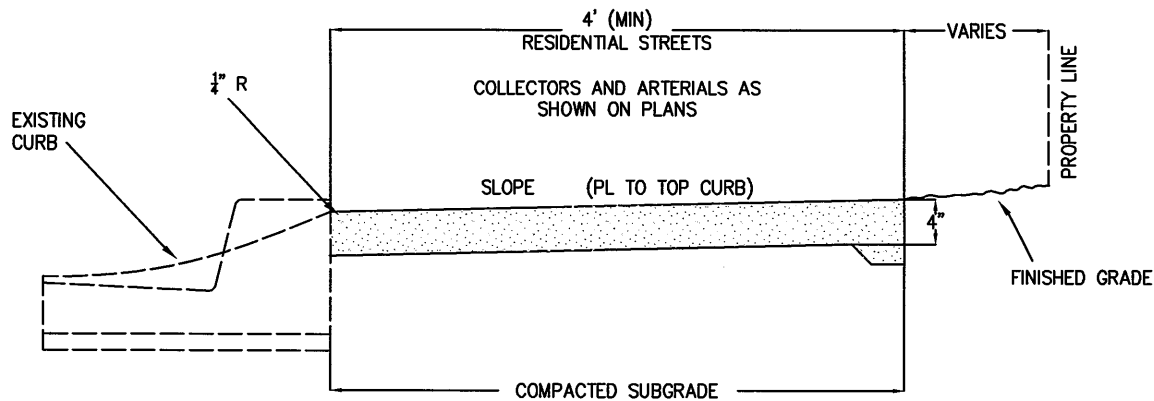 4' (MIN)
RESIDENTIAL STREETS
VARIES
COLLECTORS AND ARTERIALS AS
SHOWN ON PLANS
1/4" R
EXISTING
CURB
PROPERTY LINE
SLOPE (PL TO TOP CURB)
4"
FINISHED GRADE
COMPACTED SUBGRADE